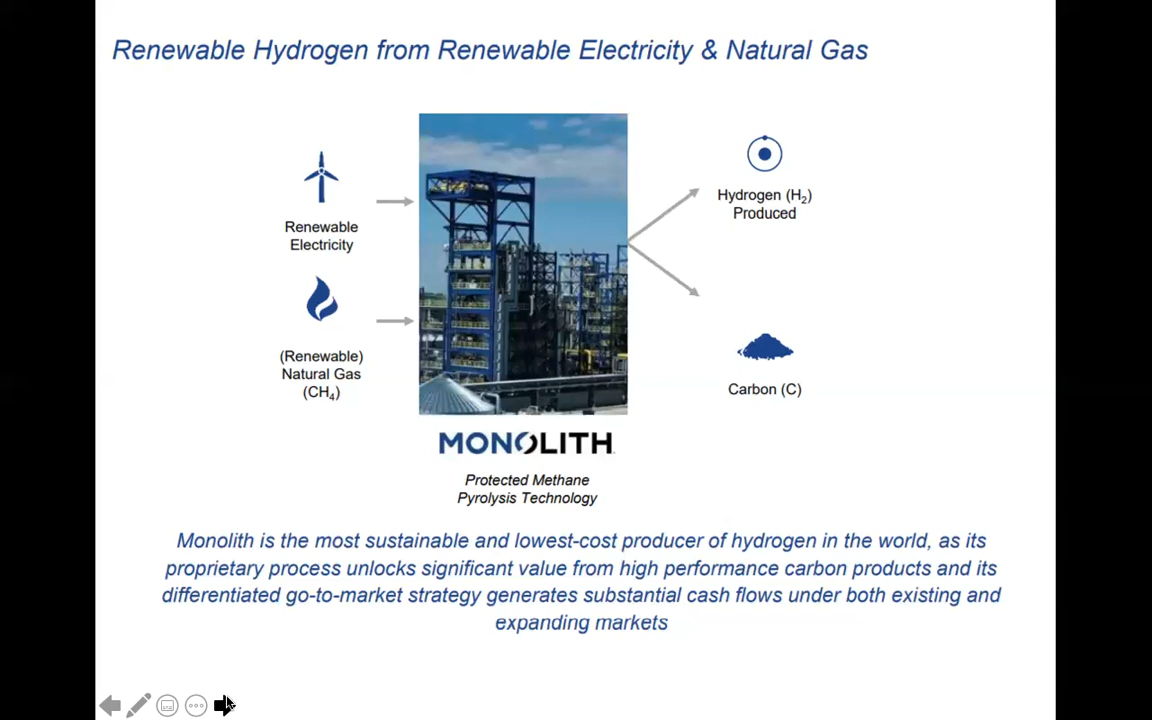 Renewable Hydrogen from Renewable Electricity & Natural Gas
Renewable
Electricity
(Renewable)
Natural Gas
(CH₄)
MONOLITH
Protected Methane
Pyrolysis Technology
Hydrogen (H₂)
Produced
Carbon (C)
Monolith is the most sustainable and lowest-cost producer of hydrogen in the world, as its
proprietary process unlocks significant value from high performance carbon products and its
differentiated go-to-market strategy generates substantial cash flows under both existing and
expanding markets